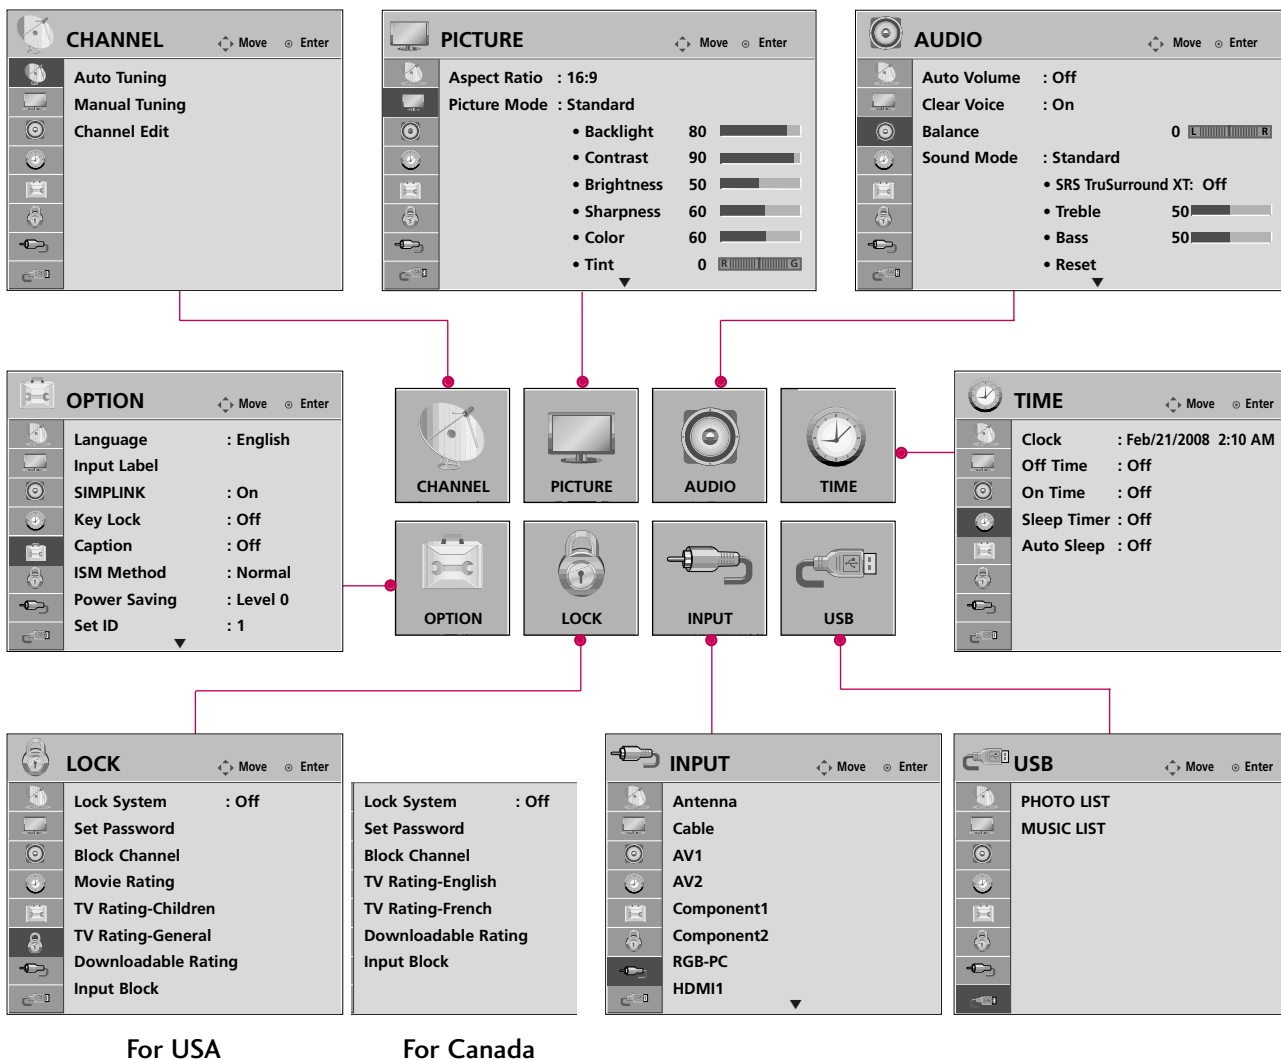 CHANNEL Move Enter
Auto Tuning
Manual Tuning
Channel Edit
PICTURE Move Enter
Aspect Ratio : 16:9
Picture Mode : Standard
• Backlight 80
• Contrast 90
• Brightness 50
• Sharpness 60
• Color 60
• Tint 0 R G
AUDIO Move Enter
Auto Volume : Off
Clear Voice : On
Balance 0 L R
Sound Mode : Standard
• SRS TruSurround XT: Off
• Treble 50
• Bass 50
• Reset
OPTION Move Enter
Language : English
Input Label
SIMPLINK : On
Key Lock : Off
Caption : Off
ISM Method : Normal
Power Saving : Level 0
Set ID : 1
CHANNEL PICTURE AUDIO TIME
OPTION LOCK INPUT USB
TIME Move Enter
Clock : Feb/21/2008 2:10 AM
Off Time : Off
On Time : Off
Sleep Timer : Off
Auto Sleep : Off
LOCK Move Enter
Lock System : Off
Set Password
Block Channel
Movie Rating
TV Rating-Children
TV Rating-General
Downloadable Rating
Input Block
For USA
Lock System : Off
Set Password
Block Channel
TV Rating-English
TV Rating-French
Downloadable Rating
Input Block
For Canada
INPUT Move Enter
Antenna
Cable
AV1
AV2
Component1
Component2
RGB-PC
HDMI1
USB Move Enter
PHOTO LIST
MUSIC LIST